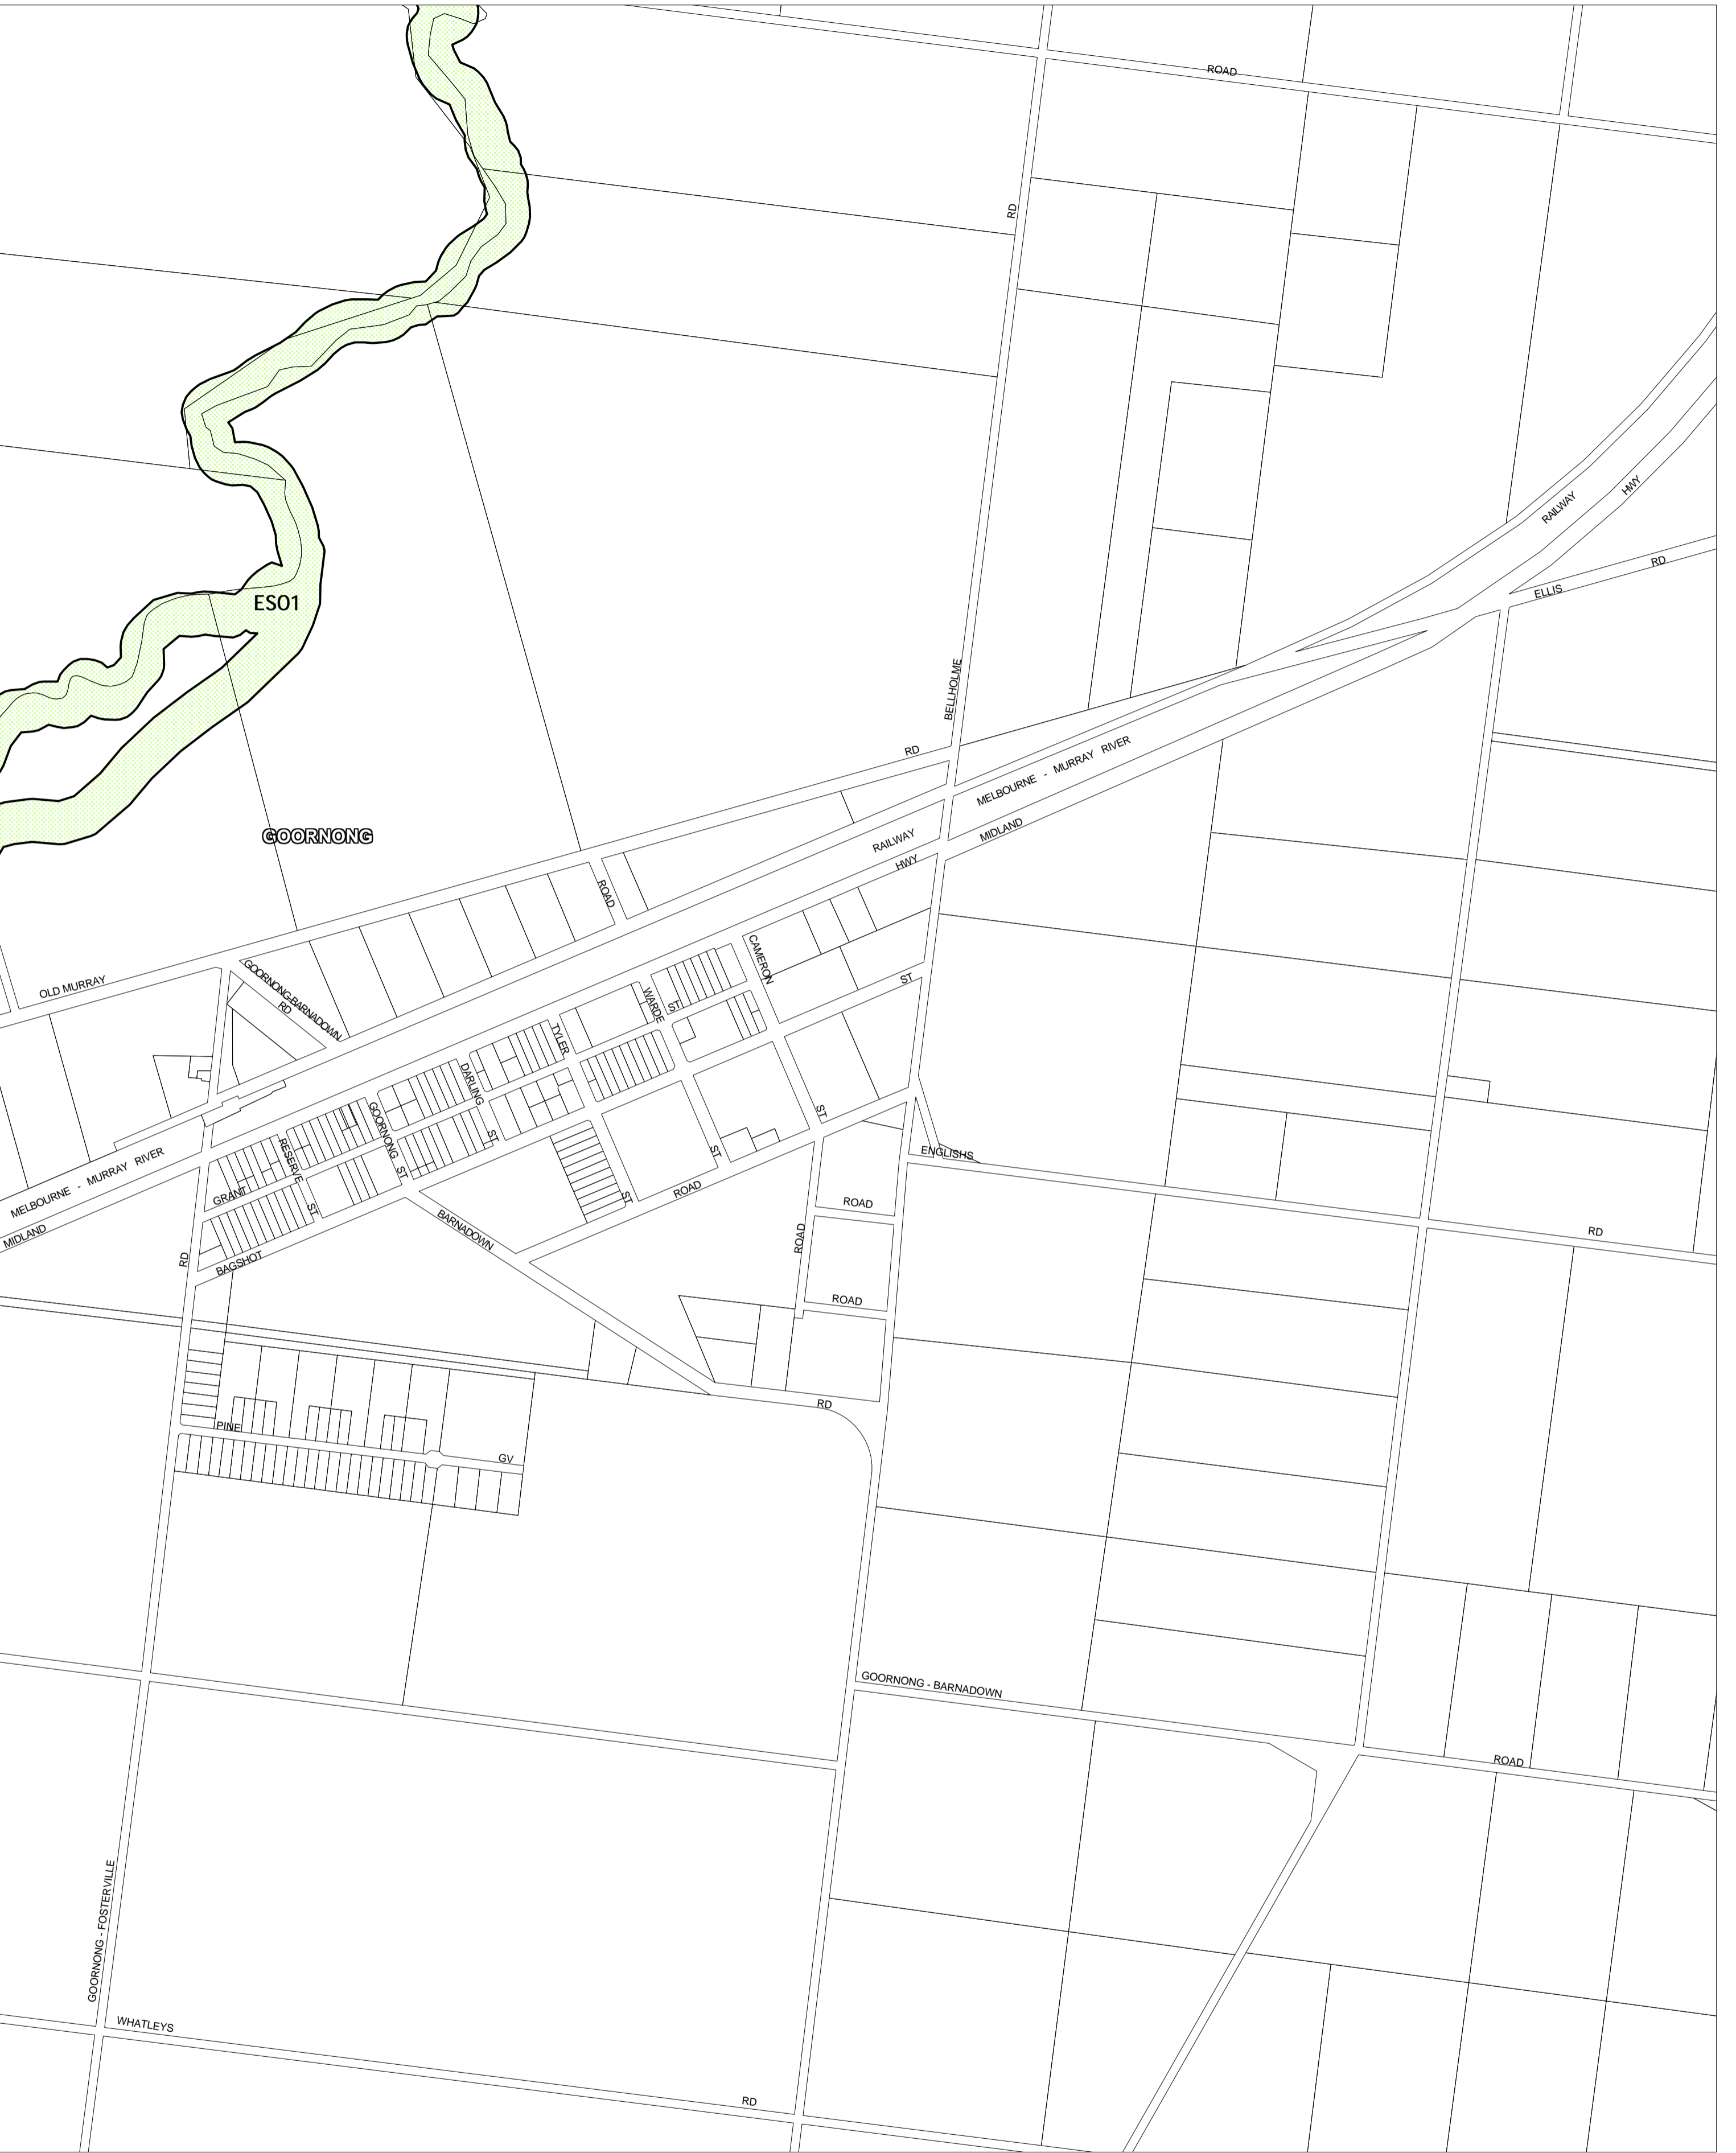 ROAD
RD
RAILWAY
HWY
RD
ELLIS
ESO1
BELLHOLME
RD
MELBOURNE - MURRAY RIVER
MIDLAND
RAILWAY
HWY
GOORNONG
ROAD
OLD MURRAY
GOORNONG-BARNADOWN
RD
CAMERON
ST
WARDE
ST
TYLER
DARLING
GOORNONG ST
RESERVE
ST
ST
ST
ST
ST
GRANT
MELBOURNE - MURRAY RIVER
MIDLAND
ENGLISHS
RD
ROAD
ROAD
ROAD
ROAD
BARNADOWN
BAGSHOT
RD
RD
PINE
GV
GOORNONG - BARNADOWN
ROAD
GOORNONG - FOSTERVILLE
WHATLEYS
RD